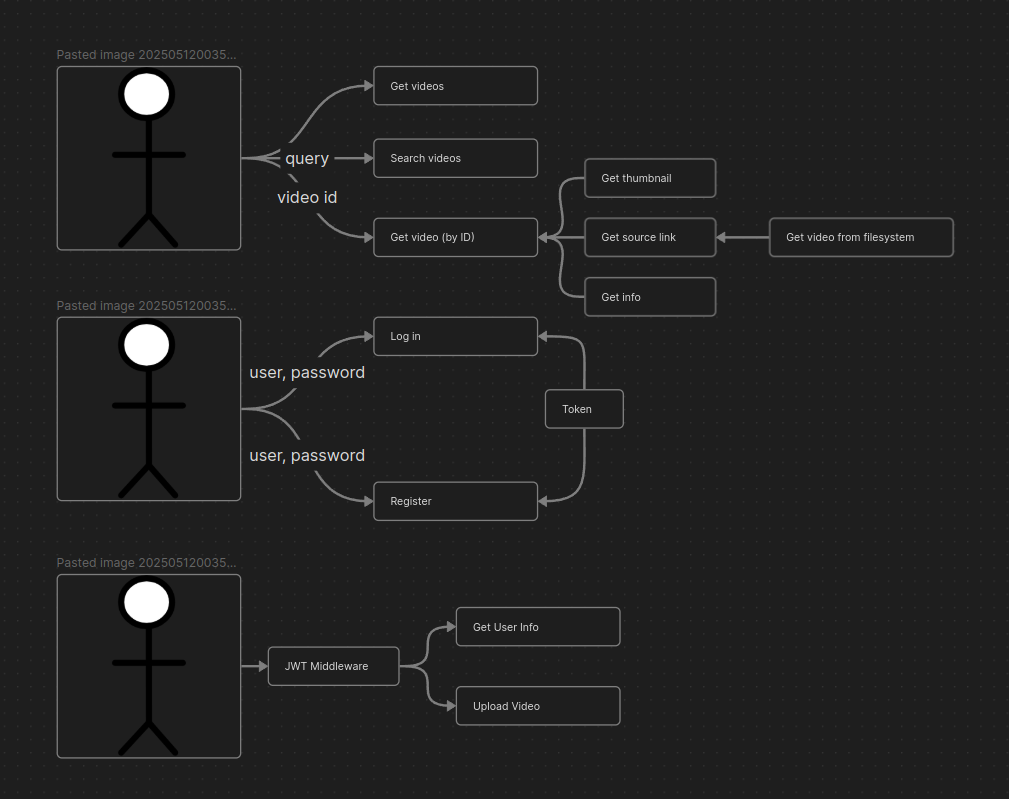 Pasted image 202505120035...
Get videos
query
Search videos
video id
Get thumbnail
Get video (by ID)
Get source link
Get video from filesystem
Get info
Pasted image 202505120035...
Log in
user, password
Token
user, password
Register
Pasted image 202505120035...
Get User Info
JWT Middleware
Upload Video